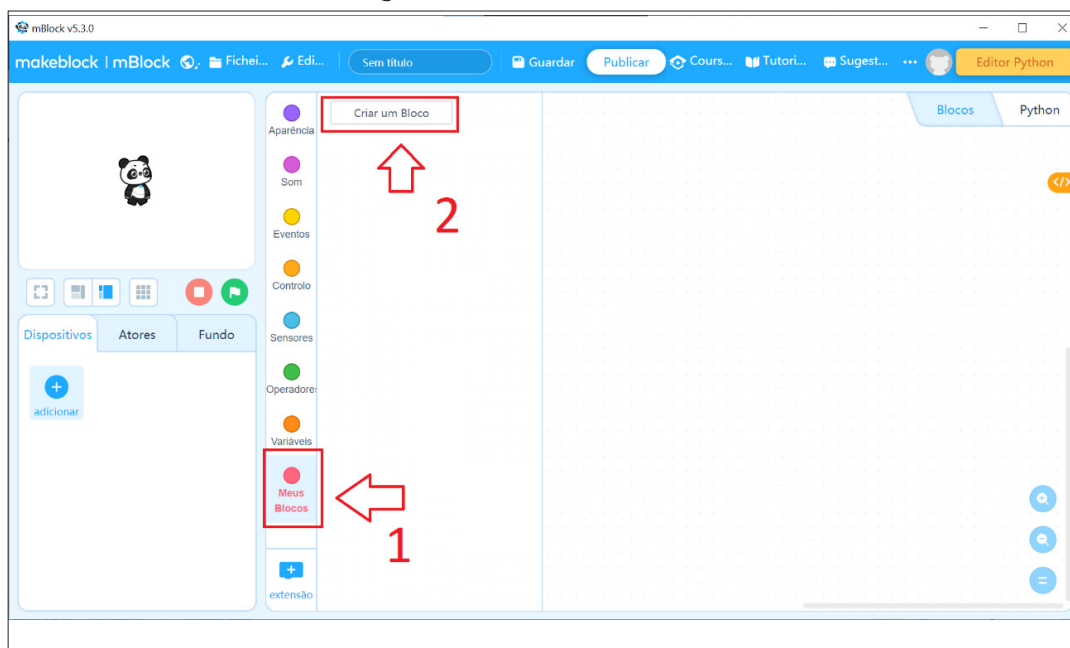 mBlock v5.3.0
makeblock | mBlock Fichei... Edi... Sem título Guardar Publicar Cours... Tutori... Sugest... ... Editor Python
Criar um Bloco
Blocos Python
Aparência
2
Som
Eventos
Controlo
Dispositivos Atores Fundo
Sensores
Operadore
adicionar
Variáveis
Meus
Blocos
1
extensão